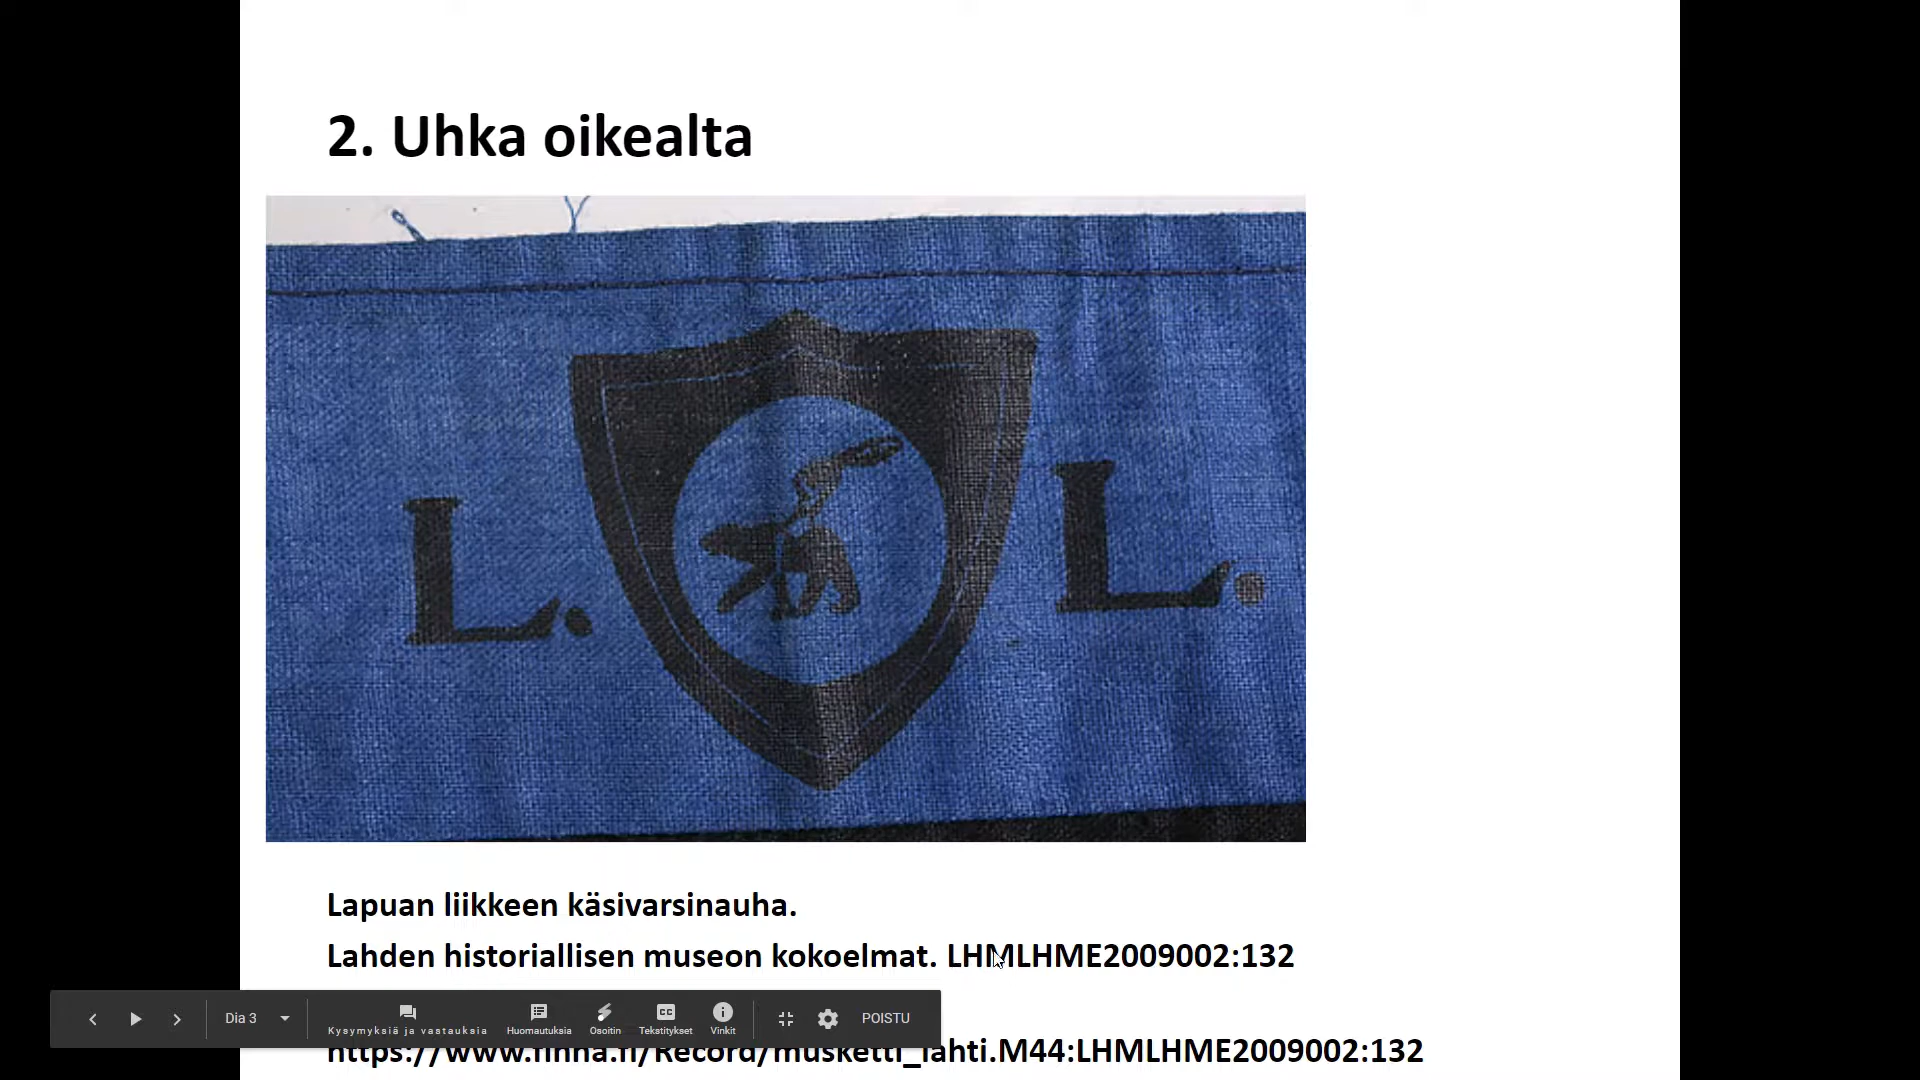 2. Uhka oikealta
L. L.
Lapuan liikkeen käsivarsinauha.
Lahden historiallisen museon kokoelmat. LHMLHME2009002:132
Dia 3
Kysymyksiä ja vastauksia
Huomautuksia
Osoitin
Tekstitykset
Vinkit
POISTU
https://www.finna.fi/Record/musketti_lahti.M44:LHMLHME2009002:132